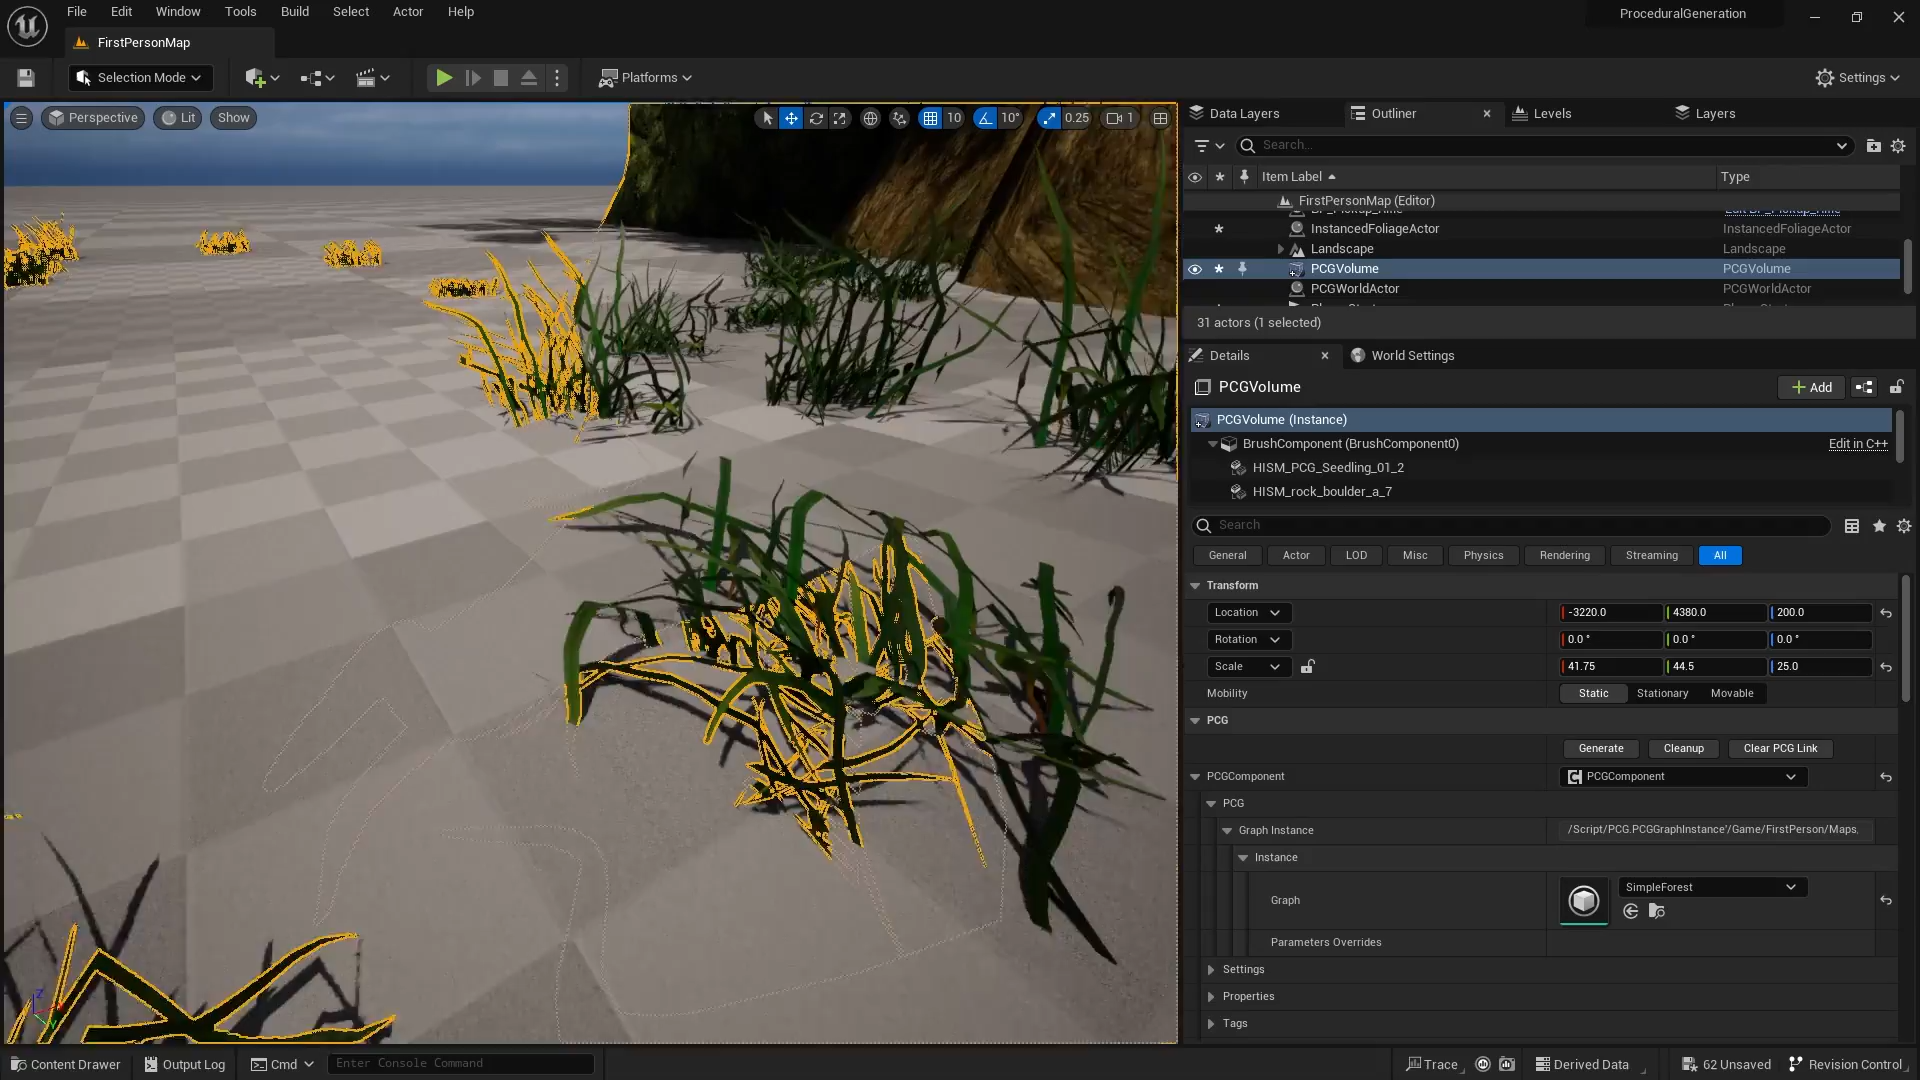 File Edit Window Tools Build Select Actor Help
ProceduralGeneration
FirstPersonMap
Selection Mode
Platforms
Settings
Perspective Lit Show
10 10° 0.25 1
Data Layers Outliner Levels Layers
Search...
Item Label Type
FirstPersonMap (Editor)
InstancedFoliageActor InstancedFoliageActor
Landscape Landscape
PCGVolume PCGVolume
PCGWorldActor PCGWorldActor
31 actors (1 selected)
Details World Settings
PCGVolume Add
PCGVolume (Instance)
BrushComponent (BrushComponent0) Edit in C++
HISM_PCG_Seedling_01_2
HISM_rock_boulder_a_7
Search
General Actor LOD Misc Physics Rendering Streaming All
Transform
Location -3220.0 4380.0 200.0
Rotation 0.0 ° 0.0 ° 0.0 °
Scale 41.75 44.5 25.0
Mobility Static Stationary Movable
PCG
Generate Cleanup Clear PCG Link
PCGComponent PCGComponent
PCG
Graph Instance /Script/PCG.PCGGraphInstance'/Game/FirstPerson/Maps,
Instance
Graph SimpleForest
Parameters Overrides
Settings
Properties
Tags
Content Drawer Output Log Cmd Enter Console Command Trace Derived Data 62 Unsaved Revision Control